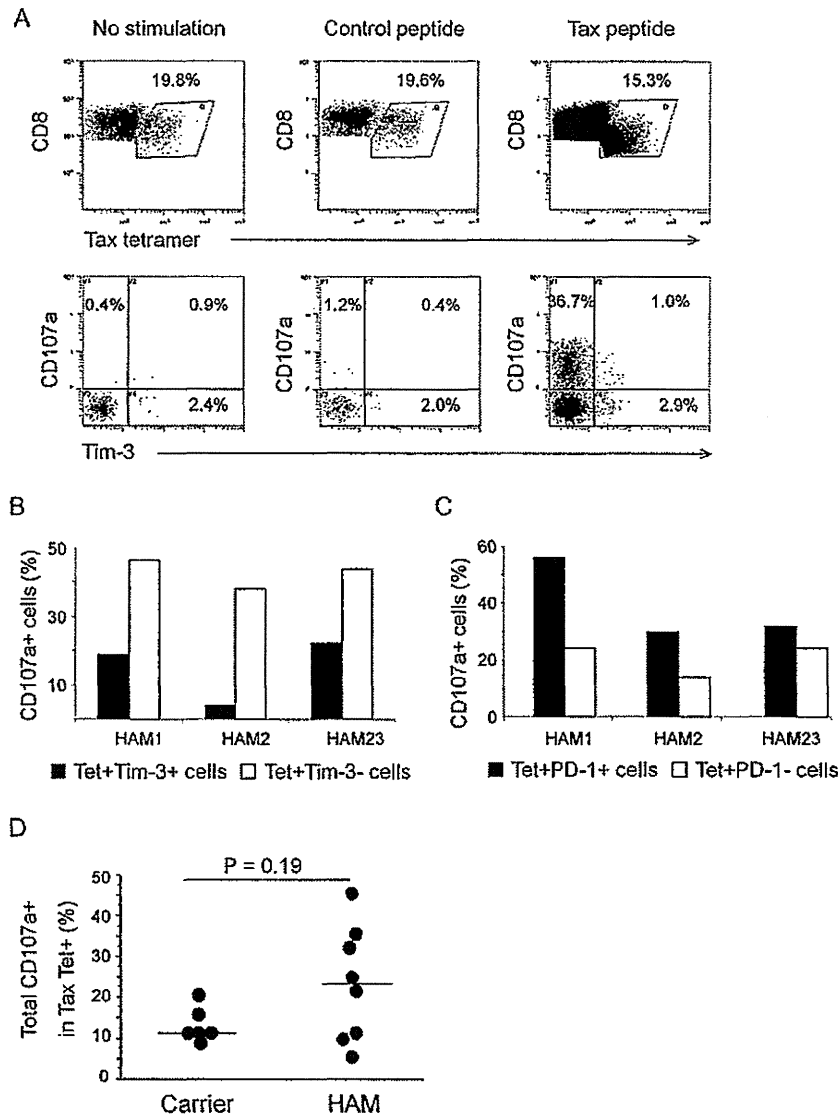 A
No stimulation Control peptide Tax peptide
19.8% 19.6% 15.3%
CD8 CD8 CD8
Tax tetramer
0.4% 0.9% 1.2% 0.4% 36.7% 1.0%
CD107a CD107a CD107a
2.4% 2.0% 2.9%
Tim-3
B
CD107a+ cells (%)
50
30
10
HAM1 HAM2 HAM23
Tet+Tim-3+ cells Tet+Tim-3- cells
C
CD107a+ cells (%)
60
40
20
0
HAM1 HAM2 HAM23
Tet+PD-1+ cells Tet+PD-1- cells
D
P = 0.19
Total CD107a+
in Tax Tet+ (%)
50
40
30
20
10
0
Carrier HAM